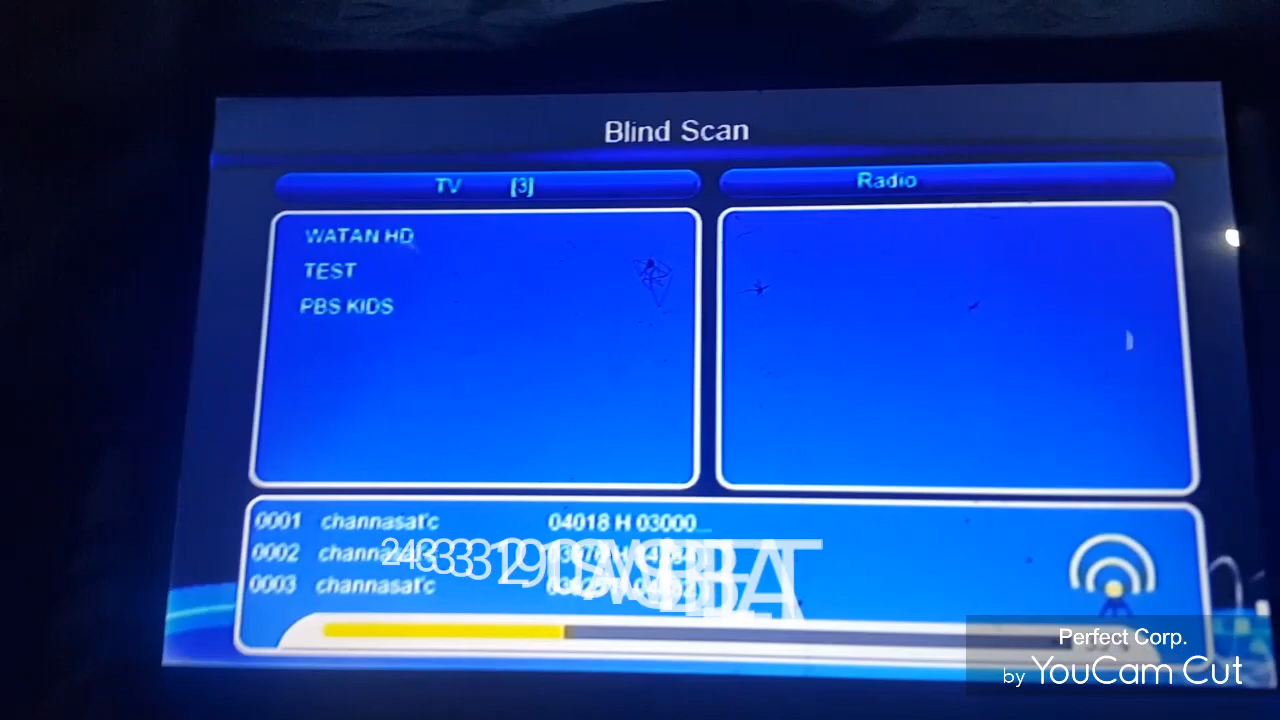 Blind Scan
TV [3]
Radio
WATAN HD
TEST
PBS KIDS
0001 channasat'c 04018 H 03000
0002
0003 channasat'c
Perfect Corp.
by YouCam Cut